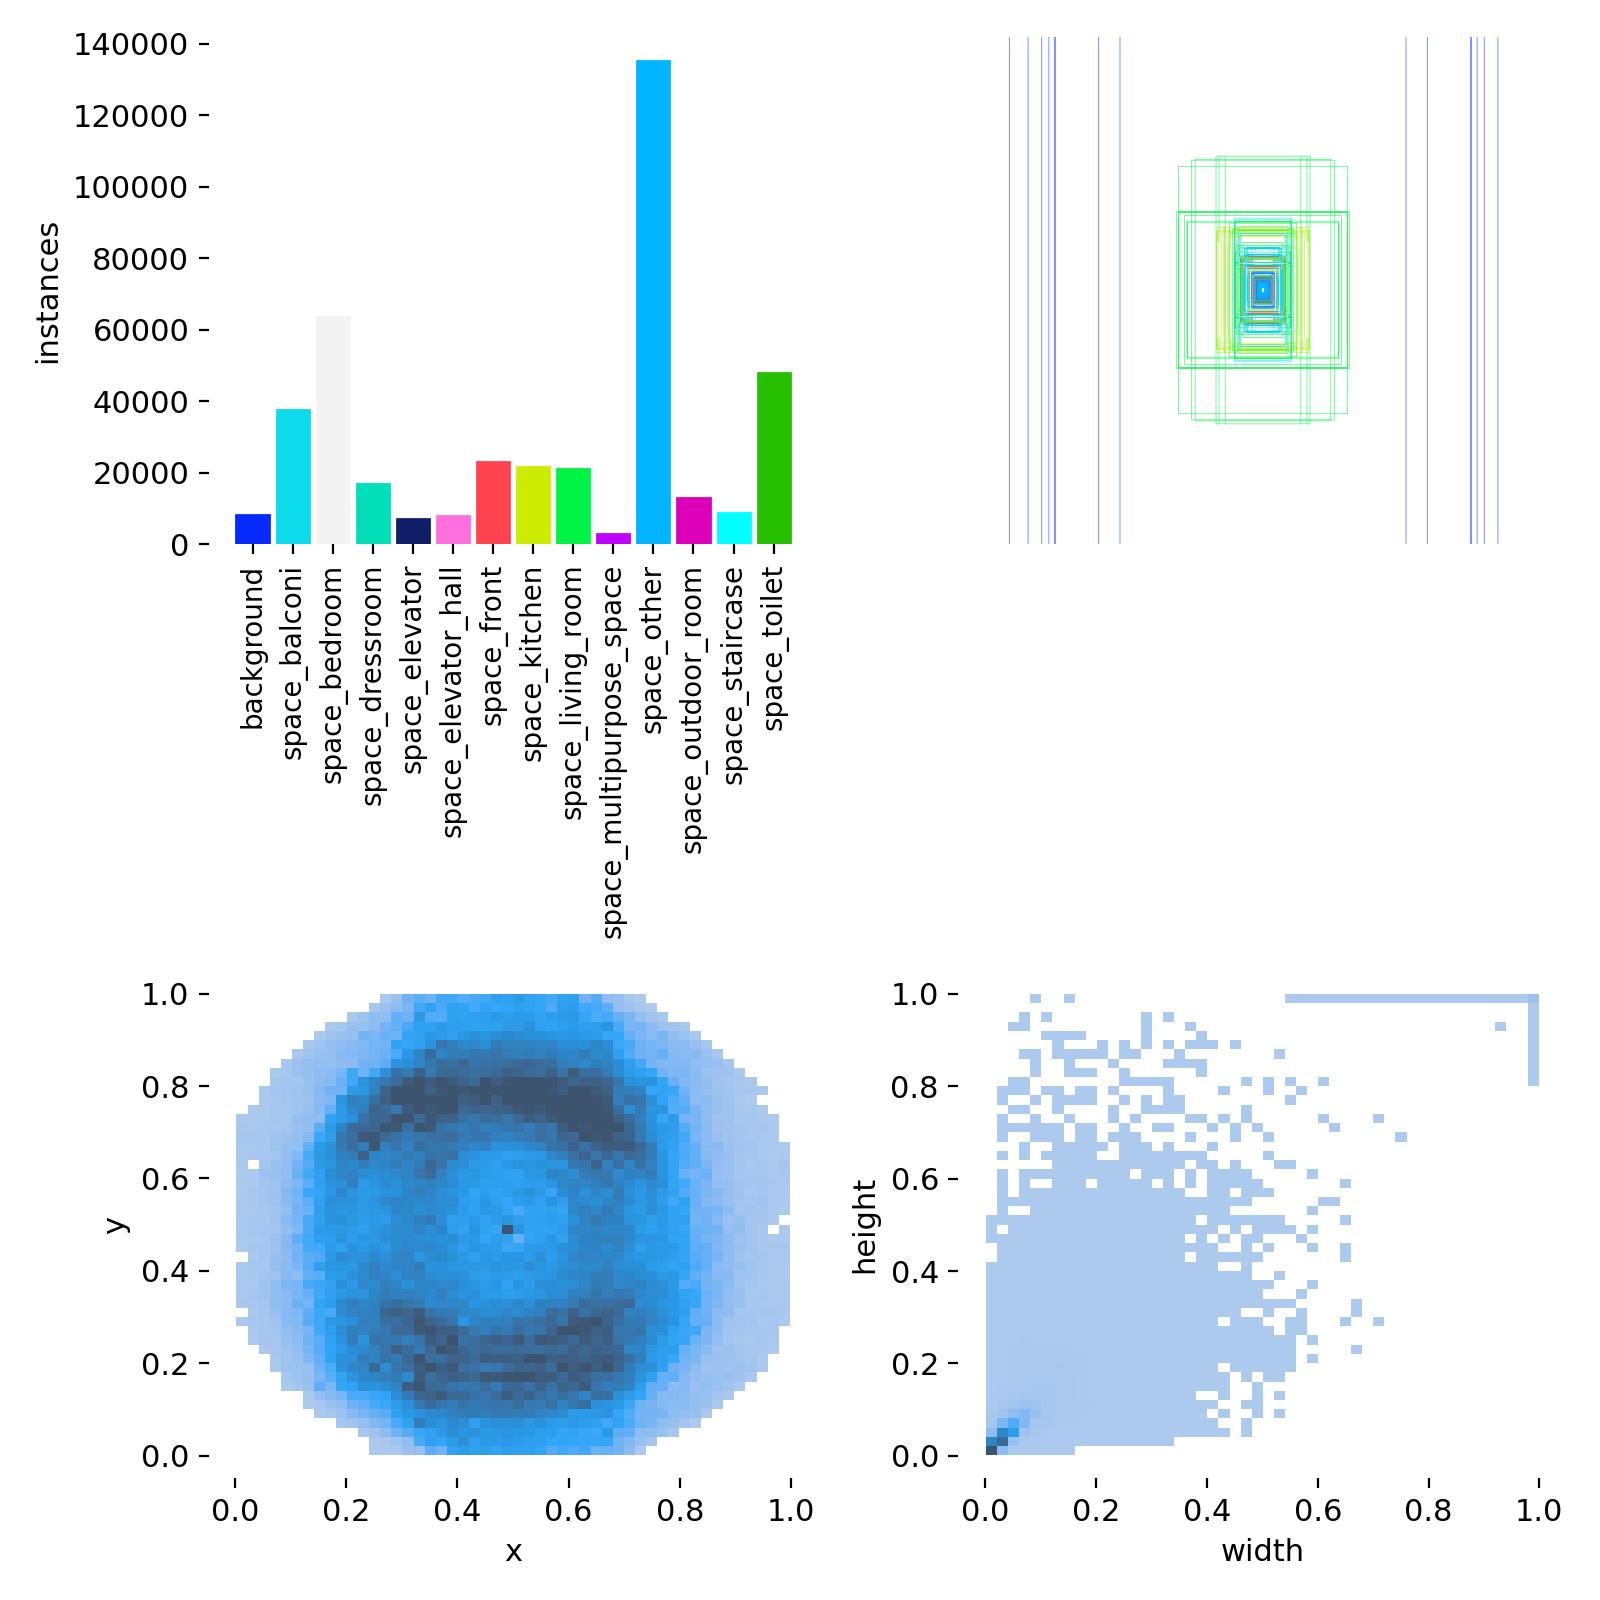 140000
120000
100000
80000
60000
40000
20000
0
instances
background
space_balconi
space_bedroom
space_dressroom
space_elevator
space_elevator_hall
space_front
space_kitchen
space_living_room
space_multipurpose_space
space_other
space_outdoor_room
space_staircase
space_toilet
1.0
0.8
0.6
0.4
0.2
0.0
y
0.0 0.2 0.4 0.6 0.8 1.0
x
1.0
0.8
0.6
0.4
0.2
0.0
height
0.0 0.2 0.4 0.6 0.8 1.0
width